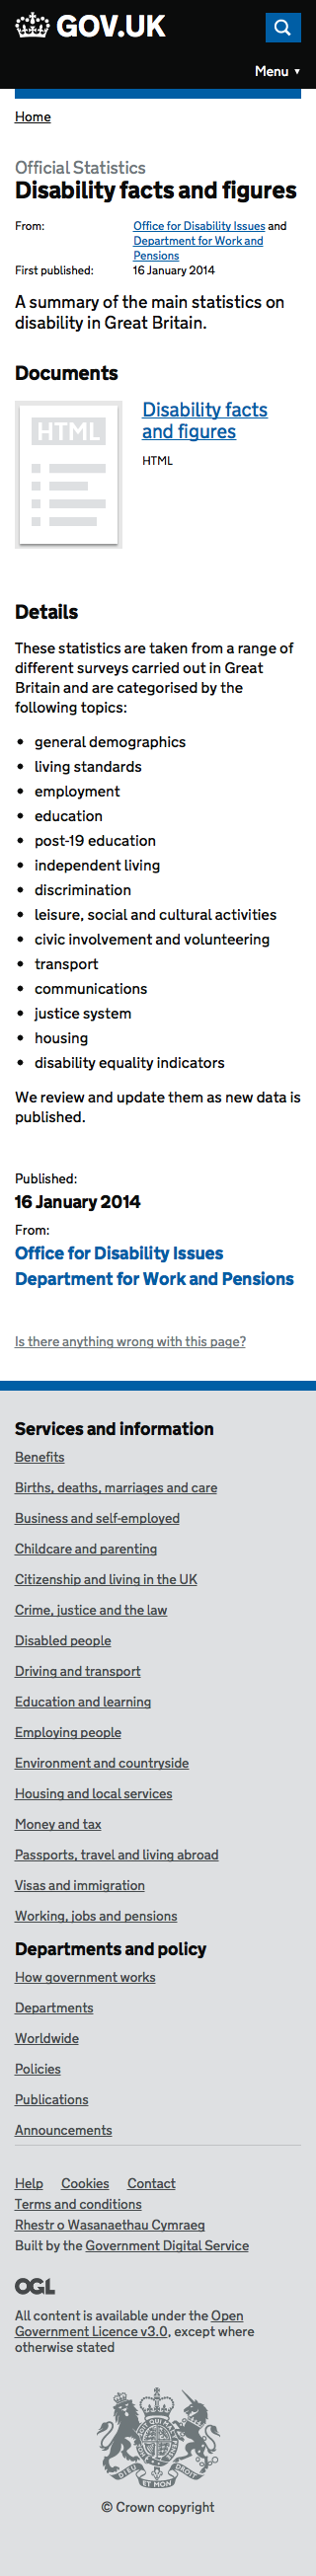 GOV.UK
Menu ▼
Home
Official Statistics
Disability facts and figures
From: Office for Disability Issues and
Department for Work and
Pensions
First published: 16 January 2014
A summary of the main statistics on
disability in Great Britain.
Documents
HTML
Disability facts
and figures
HTML
Details
These statistics are taken from a range of
different surveys carried out in Great
Britain and are categorised by the
following topics:
• general demographics
• living standards
• employment
• education
• post-19 education
• independent living
• discrimination
• leisure, social and cultural activities
• civic involvement and volunteering
• transport
• communications
• justice system
• housing
• disability equality indicators
We review and update them as new data is
published.
Published:
16 January 2014
From:
Office for Disability Issues
Department for Work and Pensions
Is there anything wrong with this page?
Services and information
Benefits
Births, deaths, marriages and care
Business and self-employed
Childcare and parenting
Citizenship and living in the UK
Crime, justice and the law
Disabled people
Driving and transport
Education and learning
Employing people
Environment and countryside
Housing and local services
Money and tax
Passports, travel and living abroad
Visas and immigration
Working, jobs and pensions
Departments and policy
How government works
Departments
Worldwide
Policies
Publications
Announcements
Help Cookies Contact
Terms and conditions
Rhestr o Wasanaethau Cymraeg
Built by the Government Digital Service
OGL
All content is available under the Open
Government Licence v3.0, except where
otherwise stated
DIEU ET MON DROIT
© Crown copyright